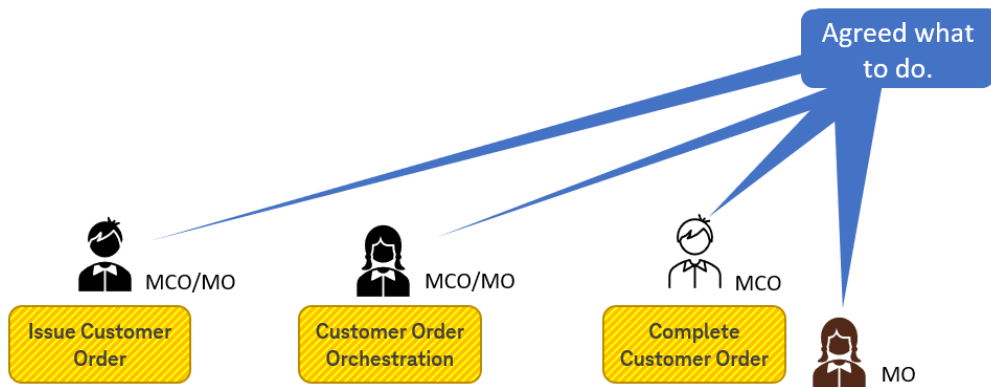 Agreed what
to do.
MCO/MO
MCO/MO
MCO
Issue Customer
Order
Customer Order
Orchestration
Complete
Customer Order
MO